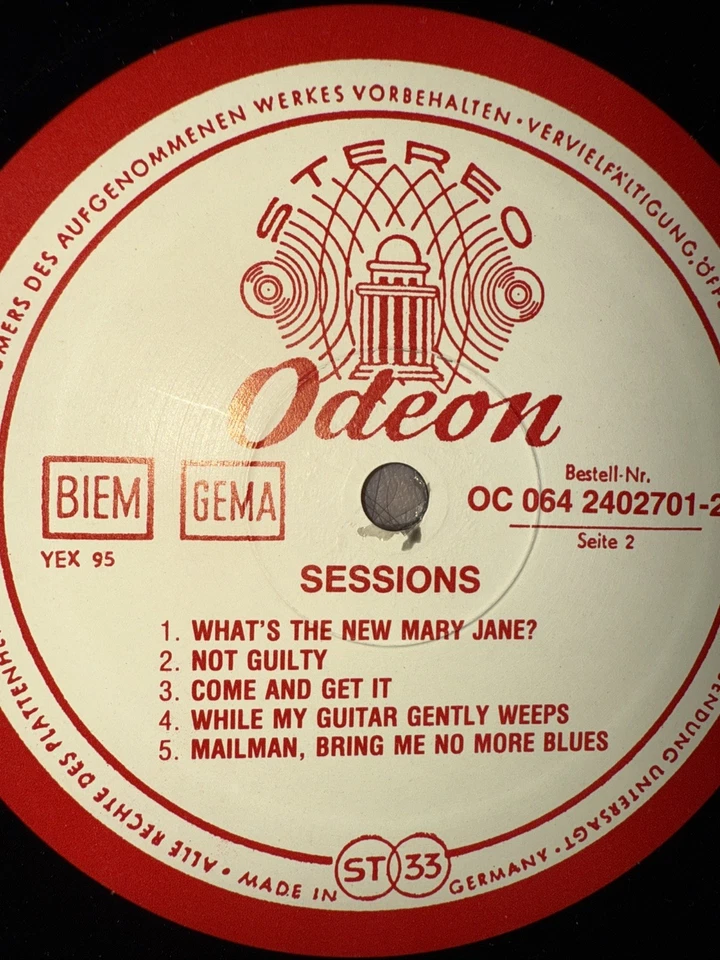 UMERS DES AUFGENOMMENEN WERKES VORBEHALTEN · VERVIELFÄLTIGUNG, ÖFF
STEREO
Odeon
BIEM
GEMA
Bestell-Nr.
OC 064 2402701-2
YEX 95
Seite 2
SESSIONS
1. WHAT'S THE NEW MARY JANE?
2. NOT GUILTY
3. COME AND GET IT
4. WHILE MY GUITAR GENTLY WEEPS
5. MAILMAN, BRING ME NO MORE BLUES
ENDUNG UNTERSAGT ·
· ALLE RECHTE DES PLATTENHE
· MADE IN
ST 33
GERMANY ·